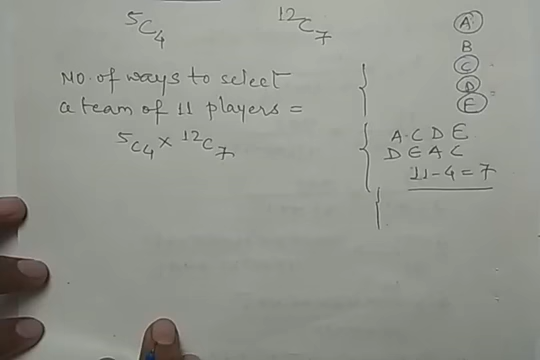 ⁵C₄ ¹²C₇
NO. of ways to select
a team of 11 players =
⁵C₄ × ¹²C₇
A
B
C
D =
E
A C D E
D E A C
11-4 = 7